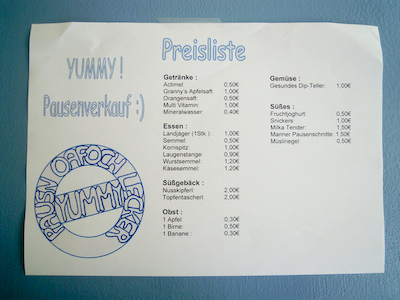 Preisliste
YUMMY !
Pausenverkauf :)
Getränke :
Actimel: 0.50€
Granny's Apfelsaft: 1.00€
Orangensaft: 0.50€
Multi Vitamin: 1.00€
Mineralwasser: 0.40€
Essen :
Landjäger (1Stk ): 1.00€
Semmel: 0.50€
Kornspitz: 1.00€
Laugenstange: 0.90€
Wurstsemmel: 1.20€
Käsesemmel: 1.20€
Süßgebäck :
Nusskipferl: 2.00€
Topfentascherl: 2.00€
Obst :
1 Apfel: 0.30€
1 Birne: 0.50€
1 Banane : 0.30€
Gemüse :
Gesundes Dip-Teller: 1.00€
Süßes :
Fruchtjoghurt: 0.50€
Snickers: 1.00€
Milka Tender: 1.50€
Manner Pausenschnitte: 1.50€
Müsliriegel: 0.50€
PAUSN OAFOCH LECKER
YUMMY